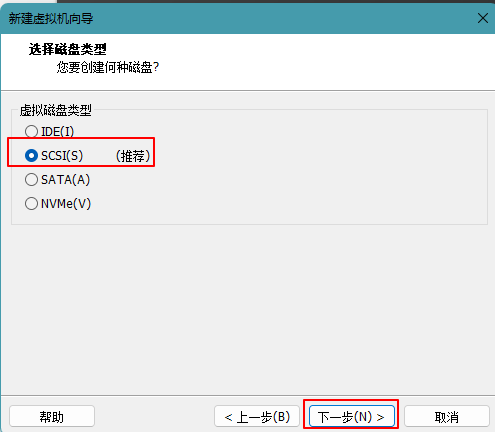 新建虚拟机向导
选择磁盘类型
您要创建何种磁盘?
虚拟磁盘类型
IDE(I)
SCSI(S) (推荐)
SATA(A)
NVMe(V)
帮助 < 上一步(B) 下一步(N) > 取消